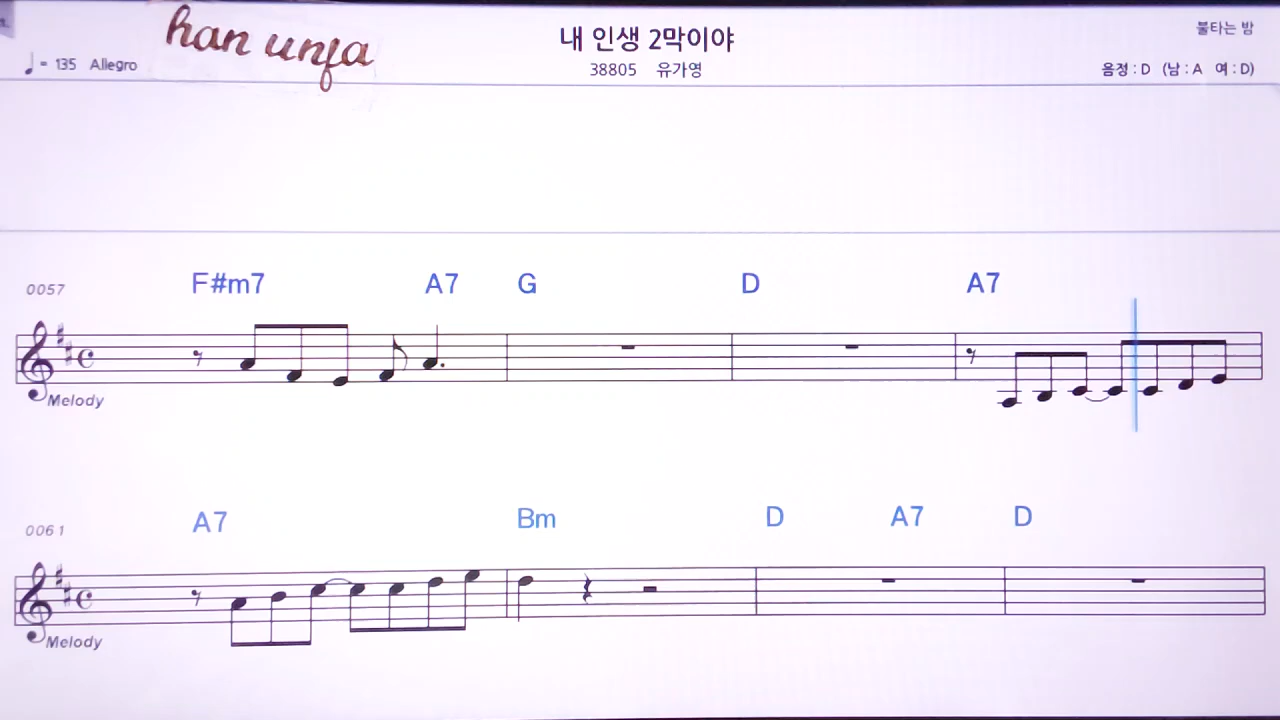 han unfa
내 인생 2막이야
불타는 밤
♩ = 135 Allegro
38805 유가영
음정 : D (남 : A 여 : D)
0057
F#m7 A7 G D A7
Melody
0061
A7 Bm D A7 D
Melody